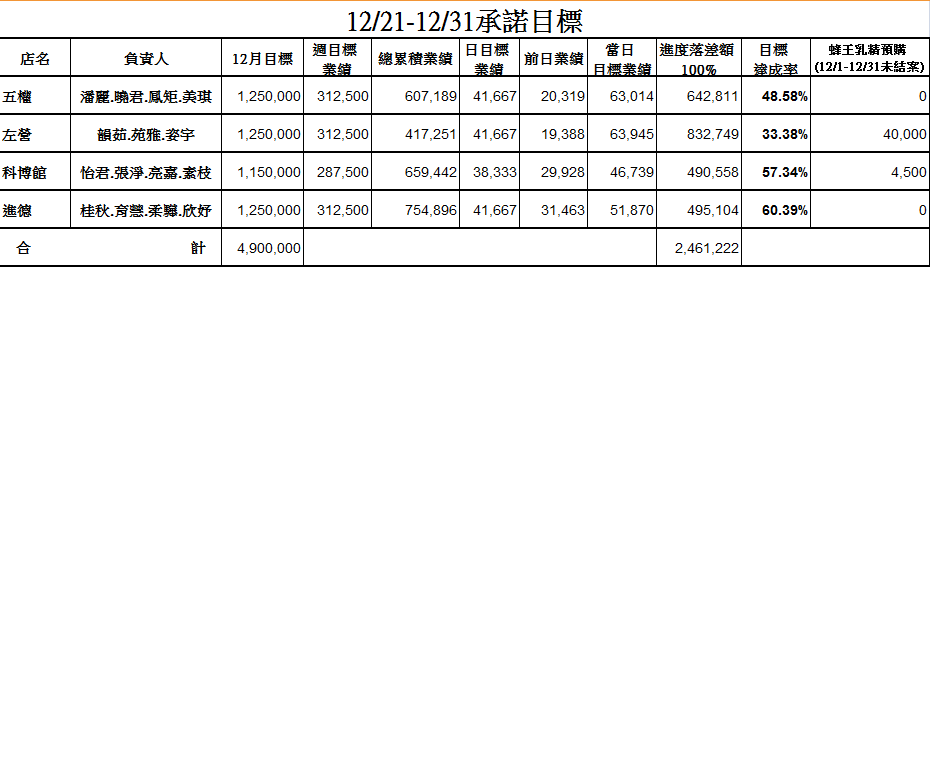 12/21-12/31承諾目標
店名 負責人 12月目標 週目標業績 總累積業績 日目標業績 前日業績 當日目標業績 進度落差額100% 目標達成率 蜂王乳精預購(12/1-12/31未結案)
五權 潘麗.曉君.鳳矩.美琪 1,250,000 312,500 607,189 41,667 20,319 63,014 642,811 48.58% 0
左營 韻茹.苑雅.姿宇 1,250,000 312,500 417,251 41,667 19,388 63,945 832,749 33.38% 40,000
科博館 怡君.張淨.亮嘉.素枝 1,150,000 287,500 659,442 38,333 29,928 46,739 490,558 57.34% 4,500
進德 桂秋.育慧.柔驊.欣妤 1,250,000 312,500 754,896 41,667 31,463 51,870 495,104 60.39% 0
合 計 4,900,000 2,461,222